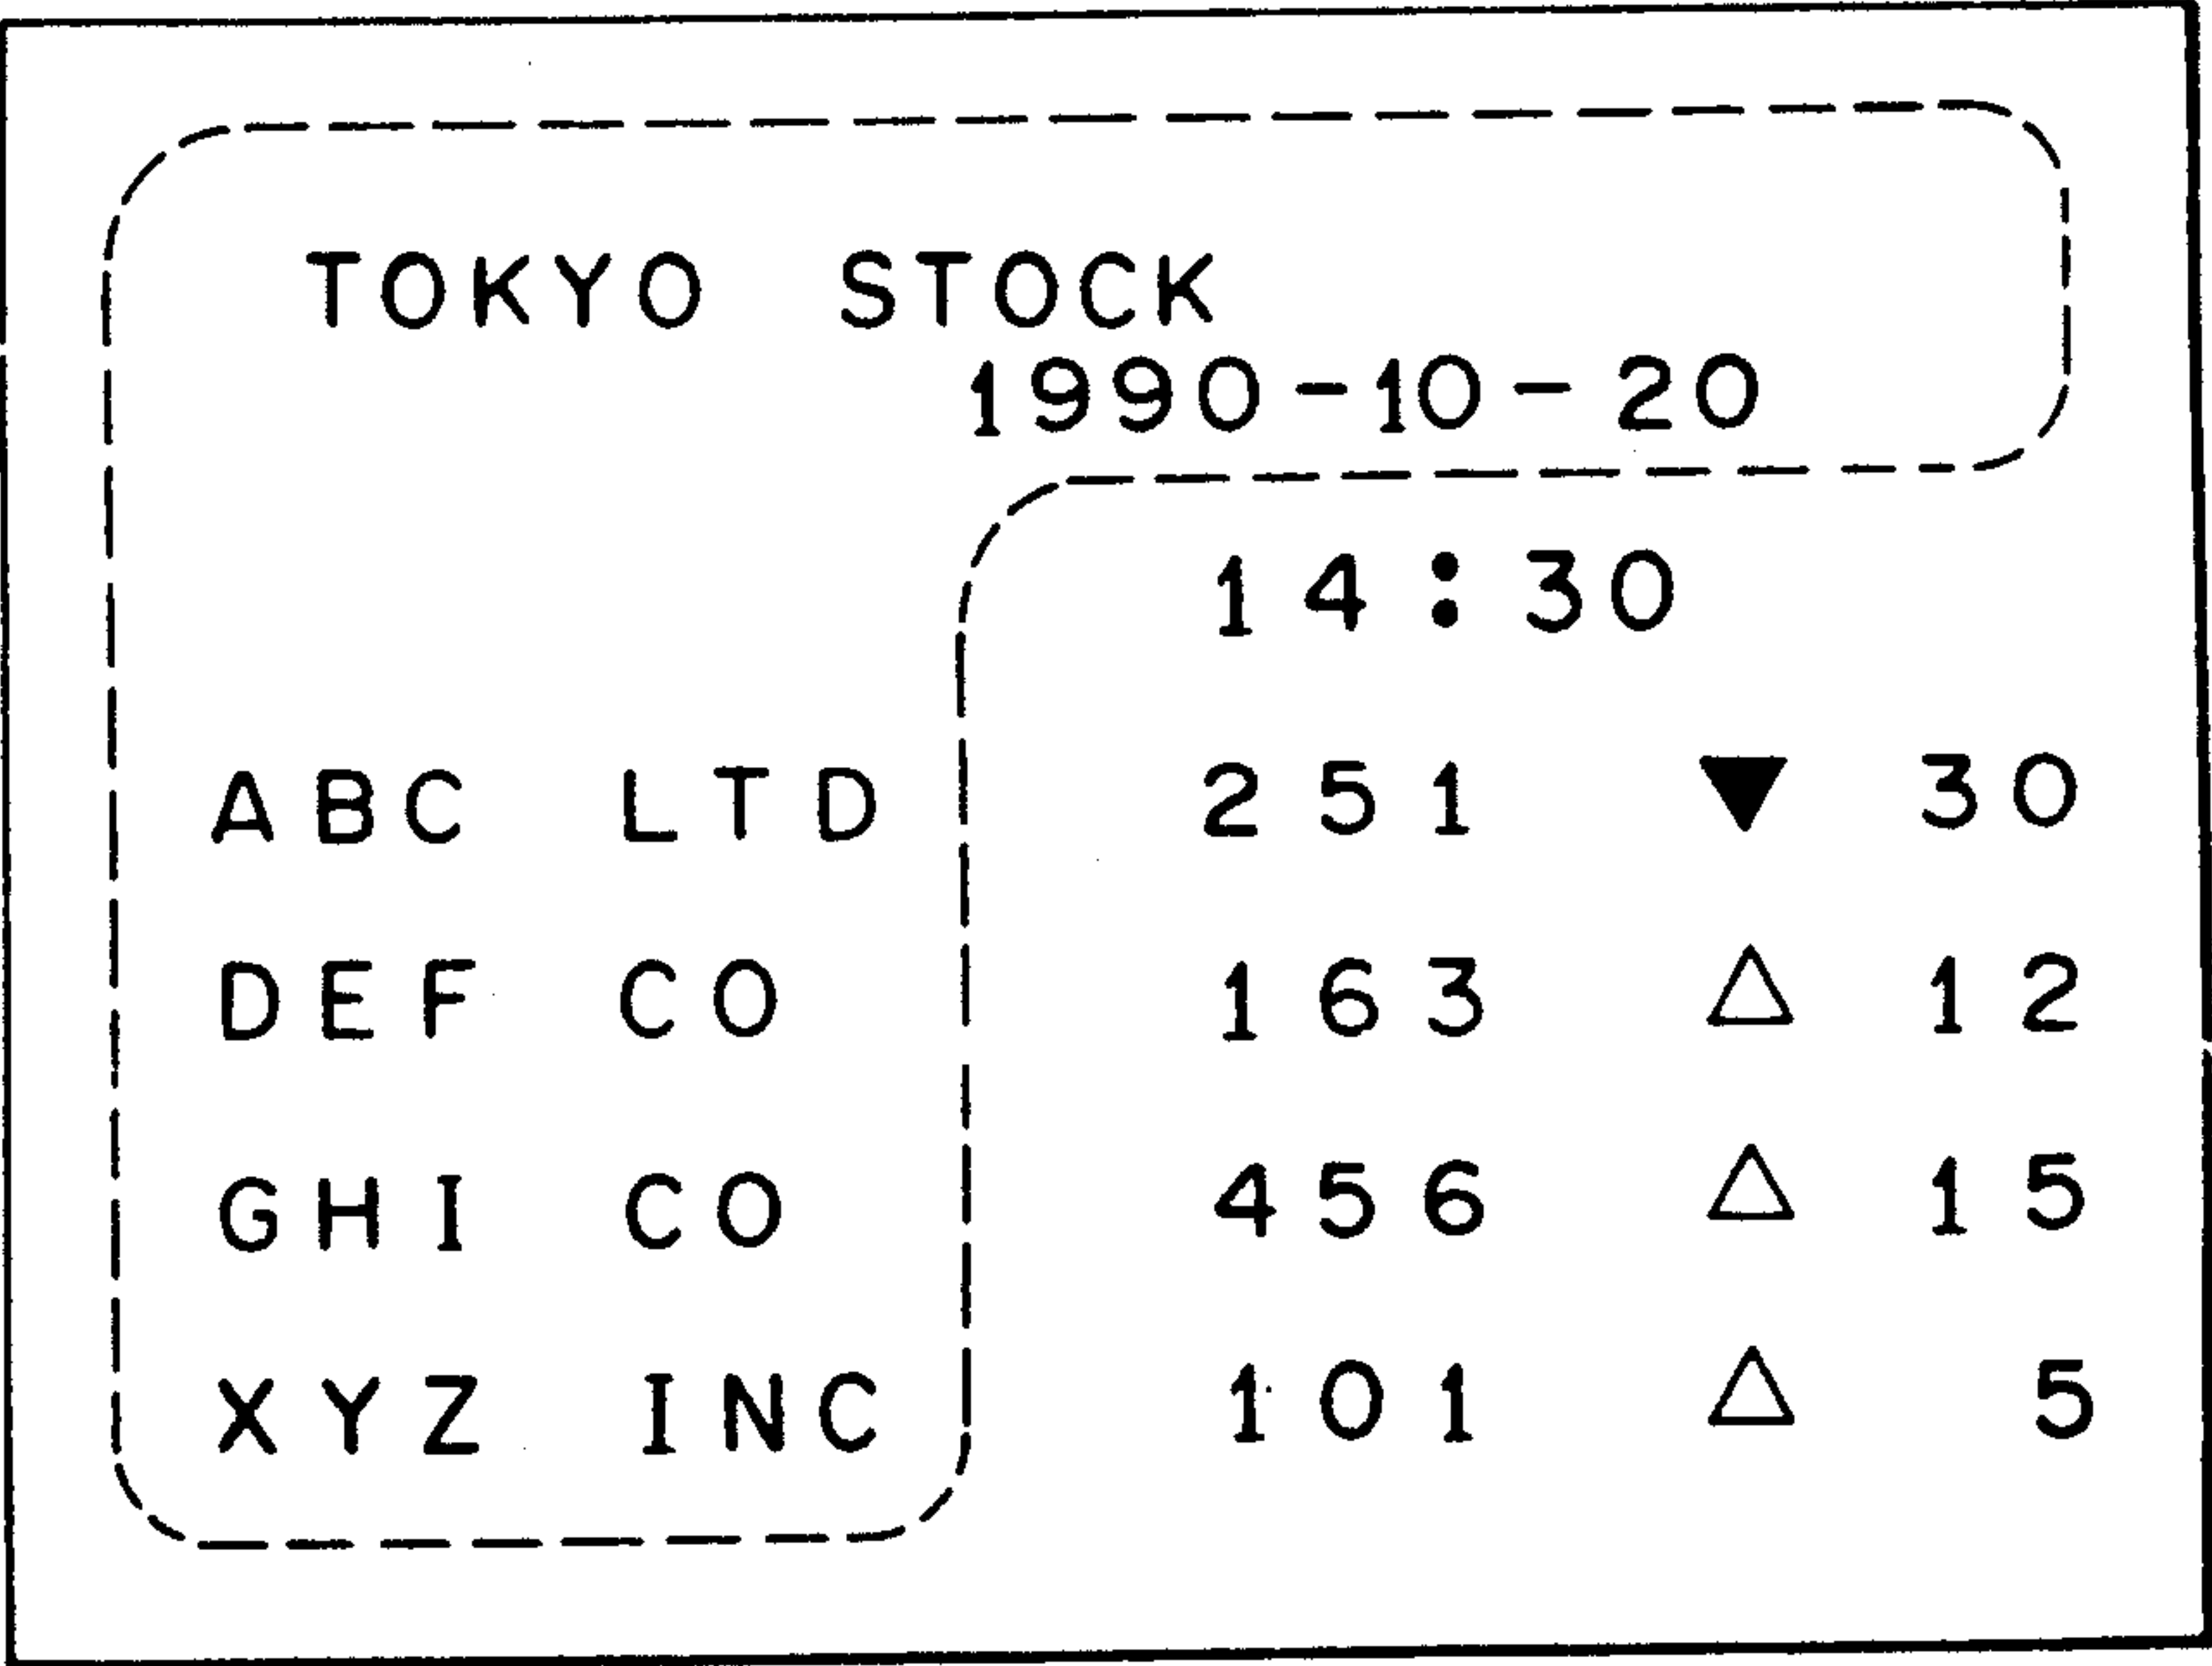 TOKYO STOCK
1990-10-20
14:30
ABC LTD 251 ▼ 30
DEF CO 163 △ 12
GHI CO 456 △ 15
XYZ INC 101 △ 5